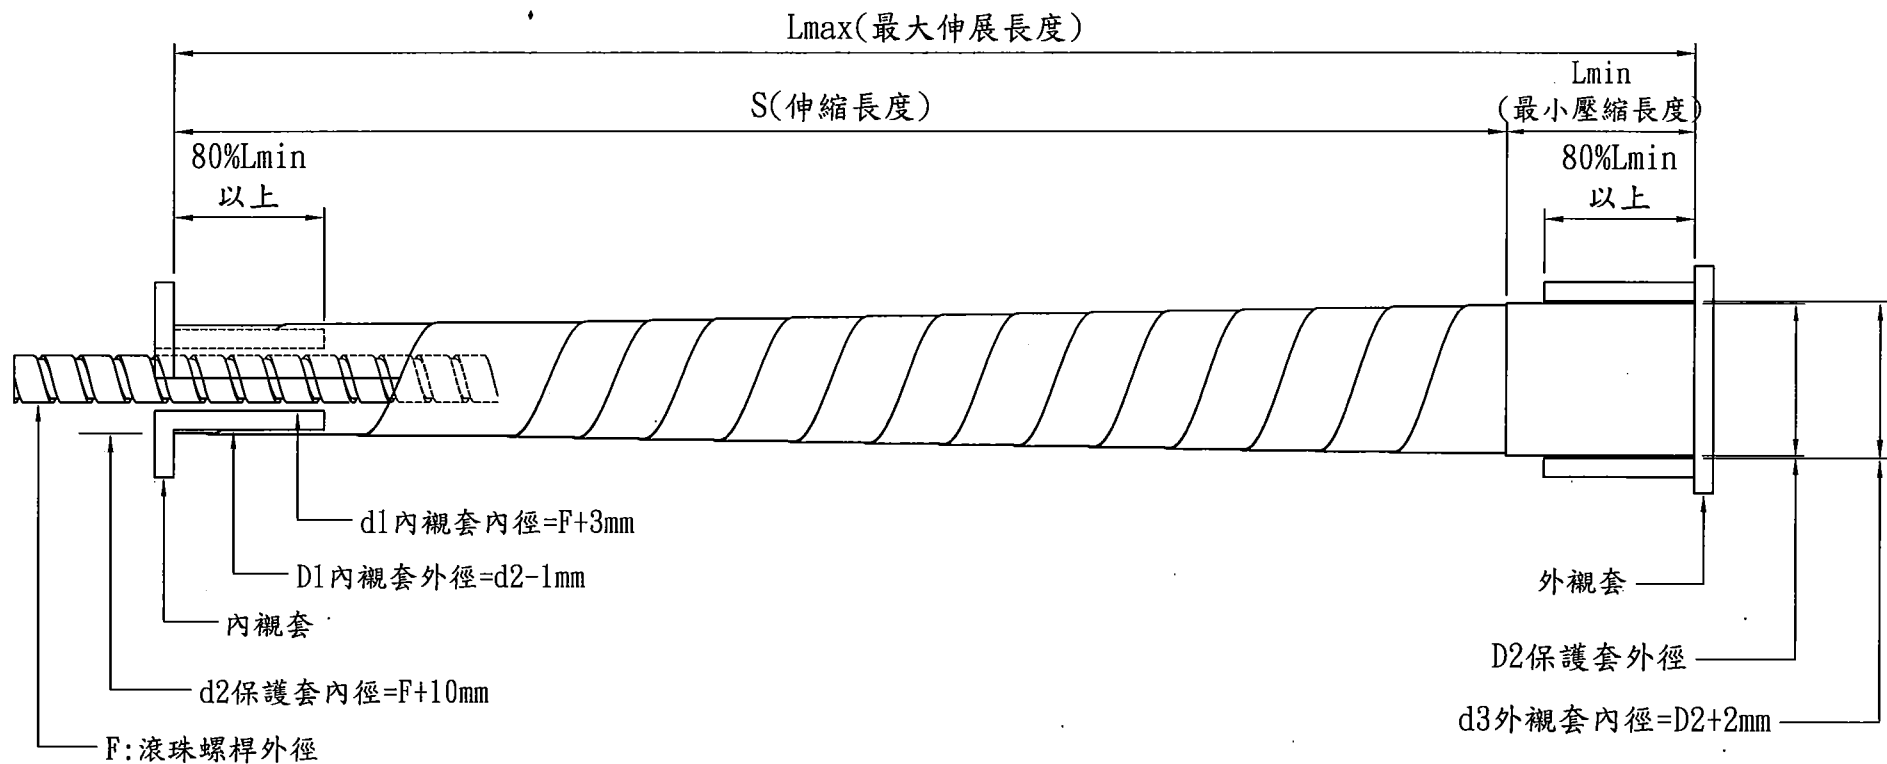 Lmax(最大伸展長度)
Lmin
S(伸縮長度)
(最小壓縮長度)
80%Lmin
以上
80%Lmin
以上
d1內襯套內徑=F+3mm
D1內襯套外徑=d2-1mm
外襯套
內襯套
D2保護套外徑
d2保護套內徑=F+10mm
d3外襯套內徑=D2+2mm
F:滾珠螺桿外徑